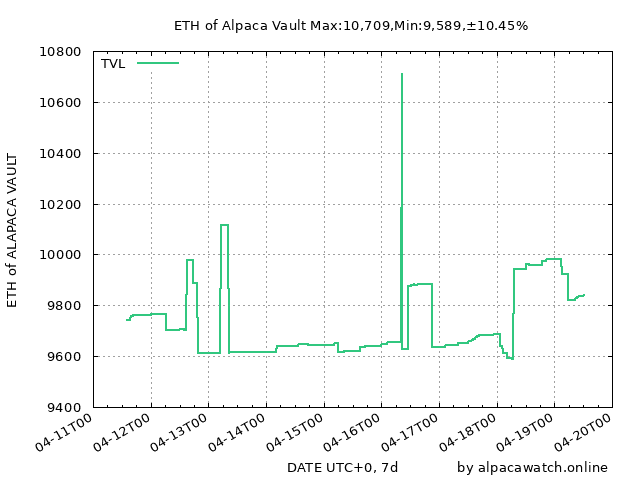 ETH of Alpaca Vault Max:10,709,Min:9,589,±10.45%
TVL
10800
10600
10400
10200
10000
9800
9600
9400
ETH of ALAPACA VAULT
04-11T00
04-12T00
04-13T00
04-14T00
04-15T00
04-16T00
04-17T00
04-18T00
04-19T00
04-20T00
DATE UTC+0, 7d
by alpacawatch.online